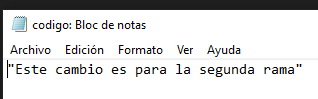 codigo: Bloc de notas
Archivo Edición Formato Ver Ayuda
"Este cambio es para la segunda rama"